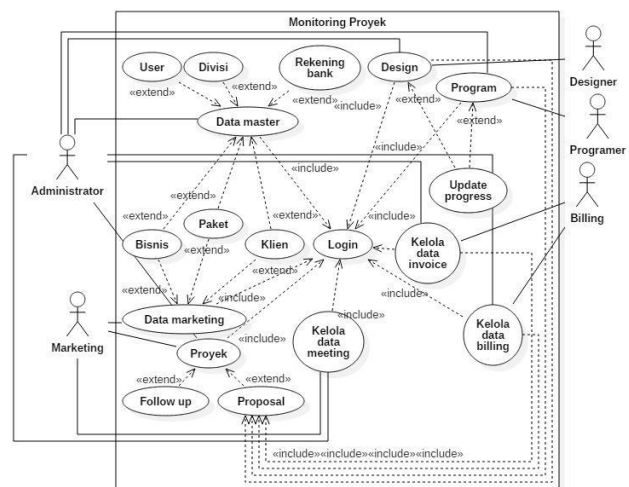 Monitoring Proyek
User
Divisi
Rekening
bank
Design
Program
Designer
«extend»
«extend»
«extend»
«include»
«extend»
«extend»
Data master
Programer
Administrator
«include»
«include»
Update
progress
Billing
«extend»
Paket
«extend»
«include»
Bisnis
«extend»
Klien
Login
Kelola
data
invoice
«extend»
«extend»
«include»
«include»
Data marketing
«include»
«include»
Kelola
data
meeting
Kelola
data
billing
Marketing
Proyek
«extend»
«extend»
Follow up
Proposal
«include»«include»«include»«include»